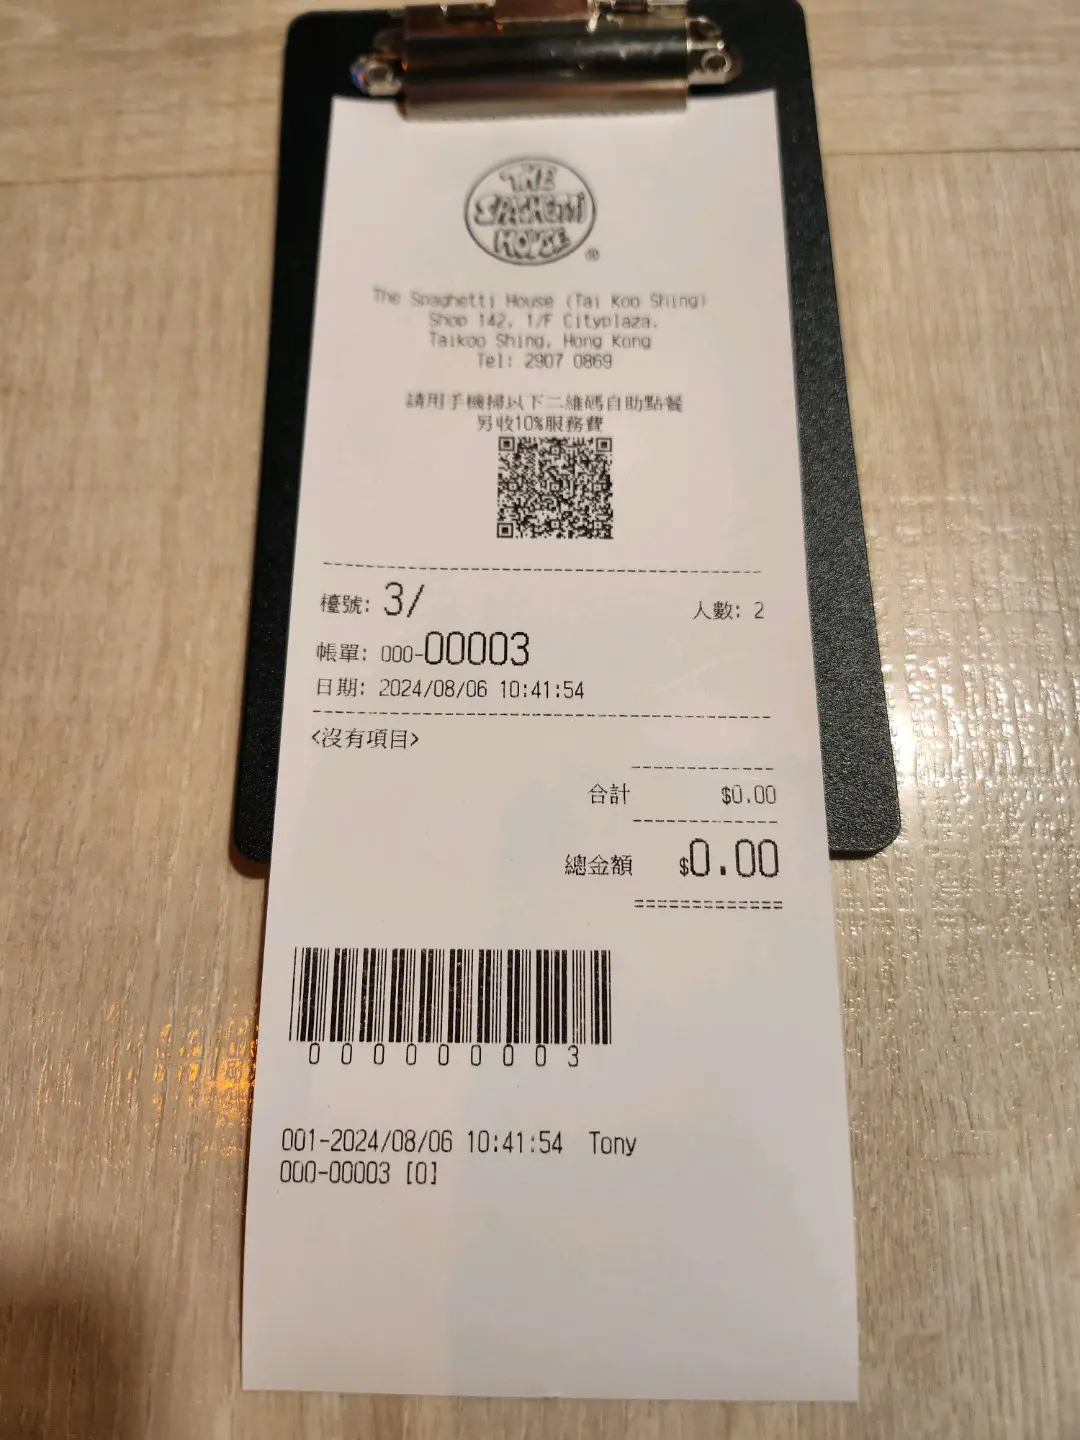 THE
SPAGHETTI
HOUSE
®
The Spaghetti House (Tai Koo Shing)
Shop 142, 1/F Cityplaza,
Taikoo Shing, Hong Kong
Tel: 2907 0869
請用手機掃以下二維碼自助點餐
另收10%服務費
檯號: 3/ 人數: 2
帳單: 000-00003
日期: 2024/08/06 10:41:54
<沒有項目>
合計 $0.00
總金額 $0.00
000000003
001-2024/08/06 10:41:54 Tony
000-00003 [0]